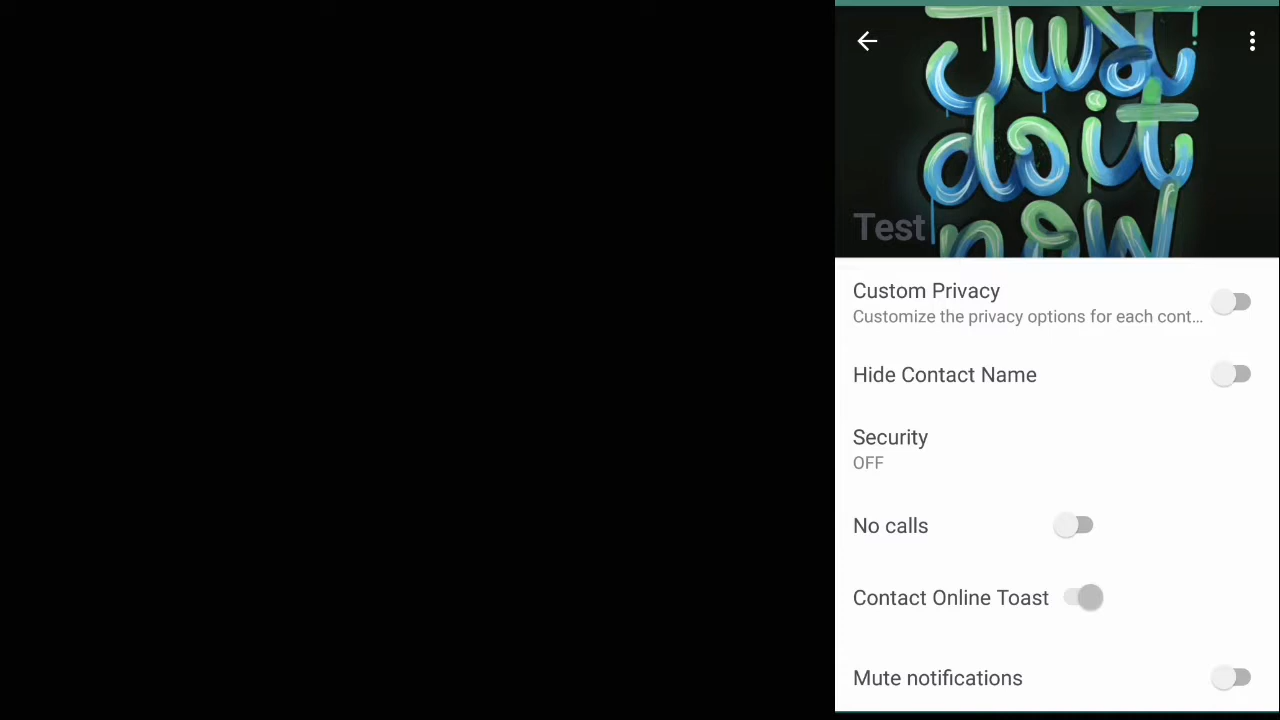 Just
do it
now
Test
Custom Privacy
Customize the privacy options for each cont...
Hide Contact Name
Security
OFF
No calls
Contact Online Toast
Mute notifications